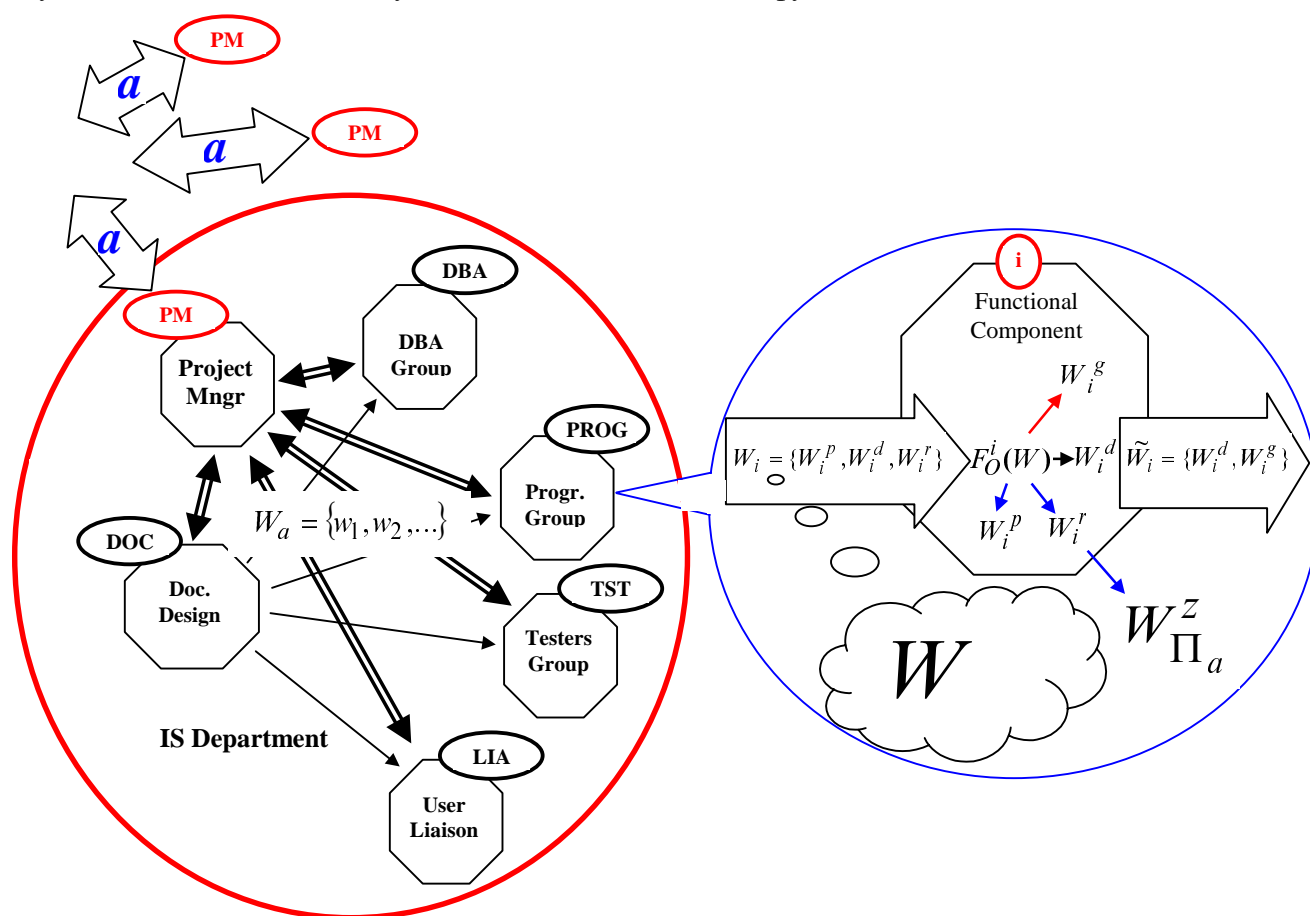 PM
a
PM
a
a
PM
Project
Mngr
DBA
DBA
Group
PROG
Progr.
Group
W_a = {w_1, w_2, ...}
DOC
Doc.
Design
TST
Testers
Group
IS Department
LIA
User
Liaison
i
Functional
Component
W_i^g
W_i = {W_i^p, W_i^d, W_i^r}
F_O^i(W)
W_i^d
W̃_i = {W_i^d, W_i^g}
W_i^p
W_i^r
W
W_{Π_a}^z